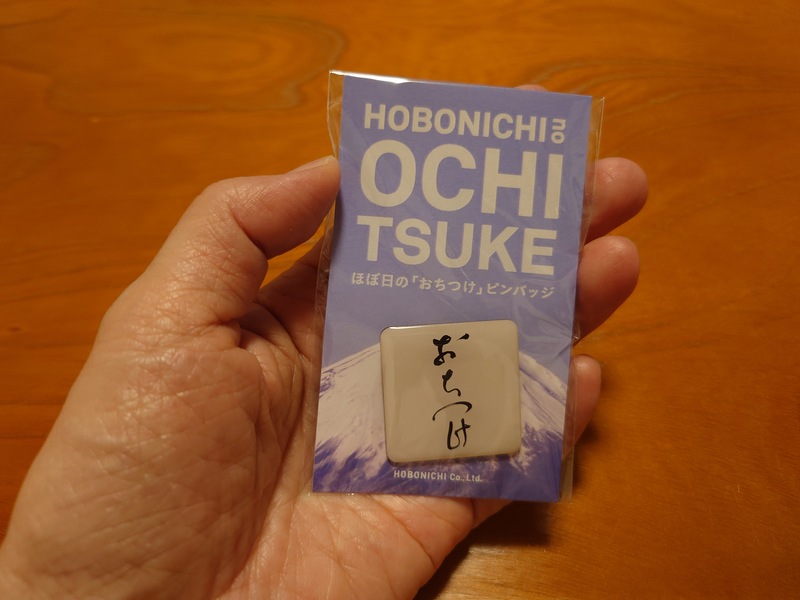 HOBONICHI no
OCHI
TSUKE
ほぼ日の「おちつけ」ピンバッジ
おちつけ
HOBONICHI Co., Ltd.